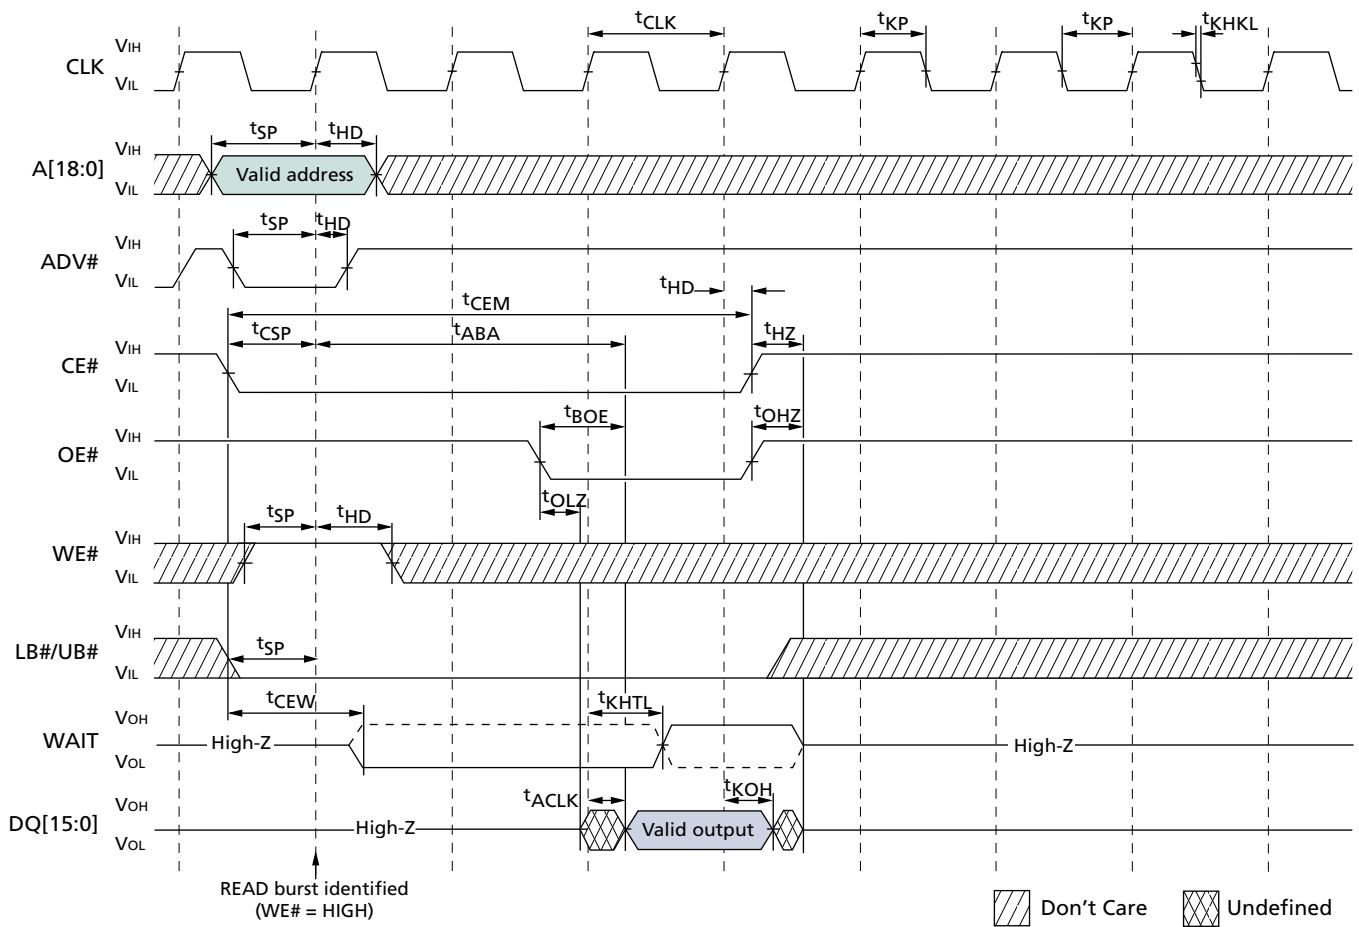 tCLK tKP tKP tKHKL
VIH
CLK
VIL
tSP tHD
VIH
A[18:0] Valid address
VIL
tSP tHD
VIH
ADV#
VIL
tHD
tCEM
tCSP tABA tHZ
VIH
CE#
VIL
tBOE tOHZ
VIH
OE#
VIL
tOLZ
tSP tHD
VIH
WE#
VIL
VIH
LB#/UB# tSP
VIL
tCEW tKHTL
VOH
WAIT High-Z High-Z
VOL
tACLK tKOH
VOH
DQ[15:0] High-Z Valid output
VOL
READ burst identified
(WE# = HIGH)
Don't Care Undefined